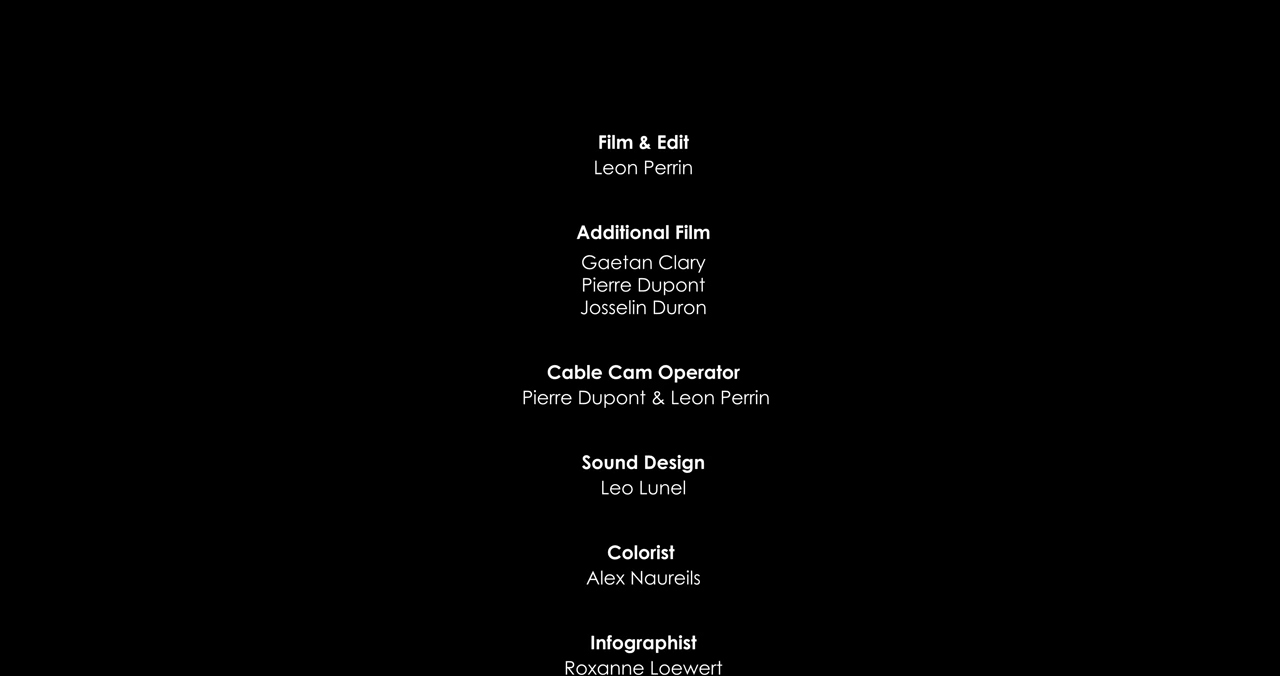 Film & Edit
Leon Perrin
Additional Film
Gaetan Clary
Pierre Dupont
Josselin Duron
Cable Cam Operator
Pierre Dupont & Leon Perrin
Sound Design
Leo Lunel
Colorist
Alex Naureils
Infographist
Roxanne Loewert